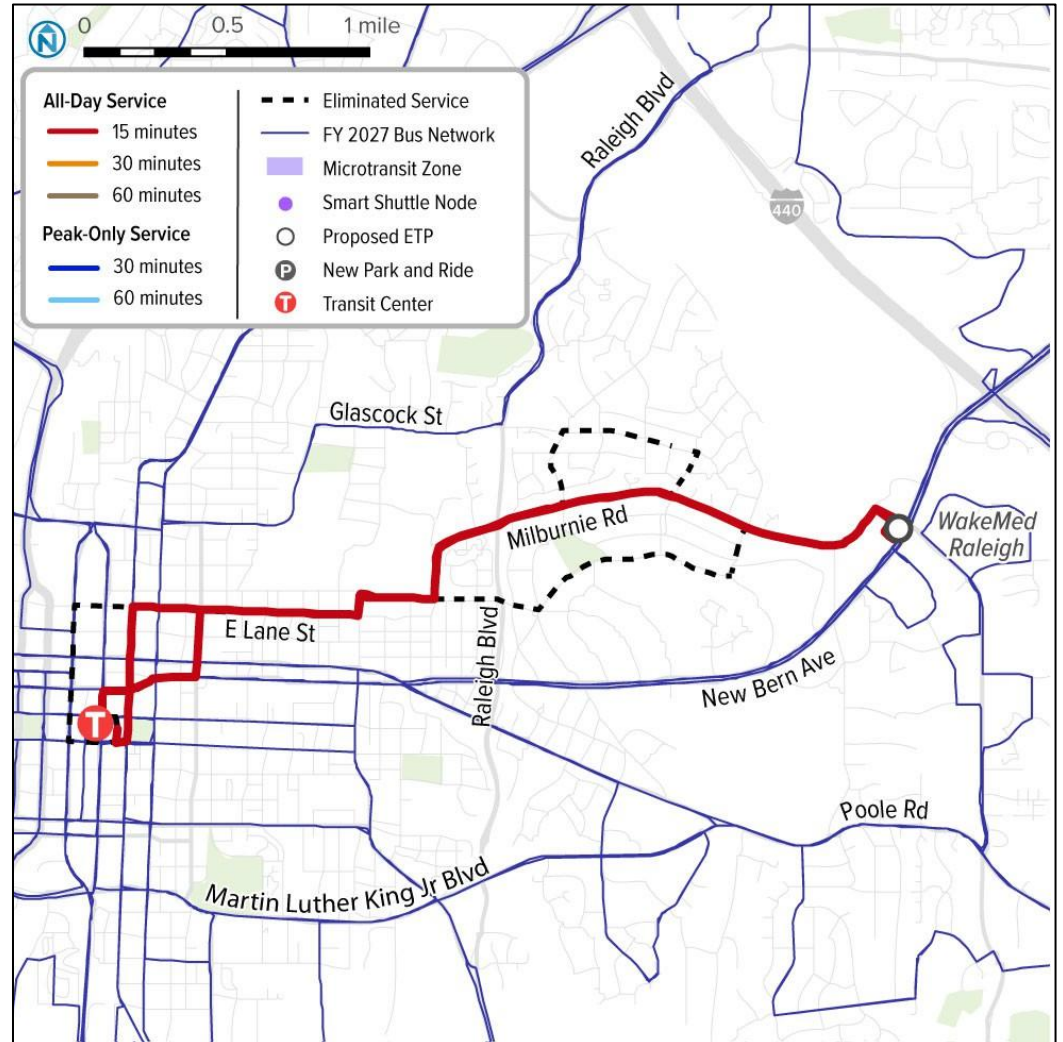 N
0 0.5 1 mile
All-Day Service
15 minutes
30 minutes
60 minutes
Peak-Only Service
30 minutes
60 minutes
Eliminated Service
FY 2027 Bus Network
Microtransit Zone
Smart Shuttle Node
Proposed ETP
P New Park and Ride
T Transit Center
Raleigh Blvd
440
Glascock St
Milburnie Rd
WakeMed
Raleigh
E Lane St
Raleigh Blvd
New Bern Ave
T
Poole Rd
Martin Luther King Jr Blvd